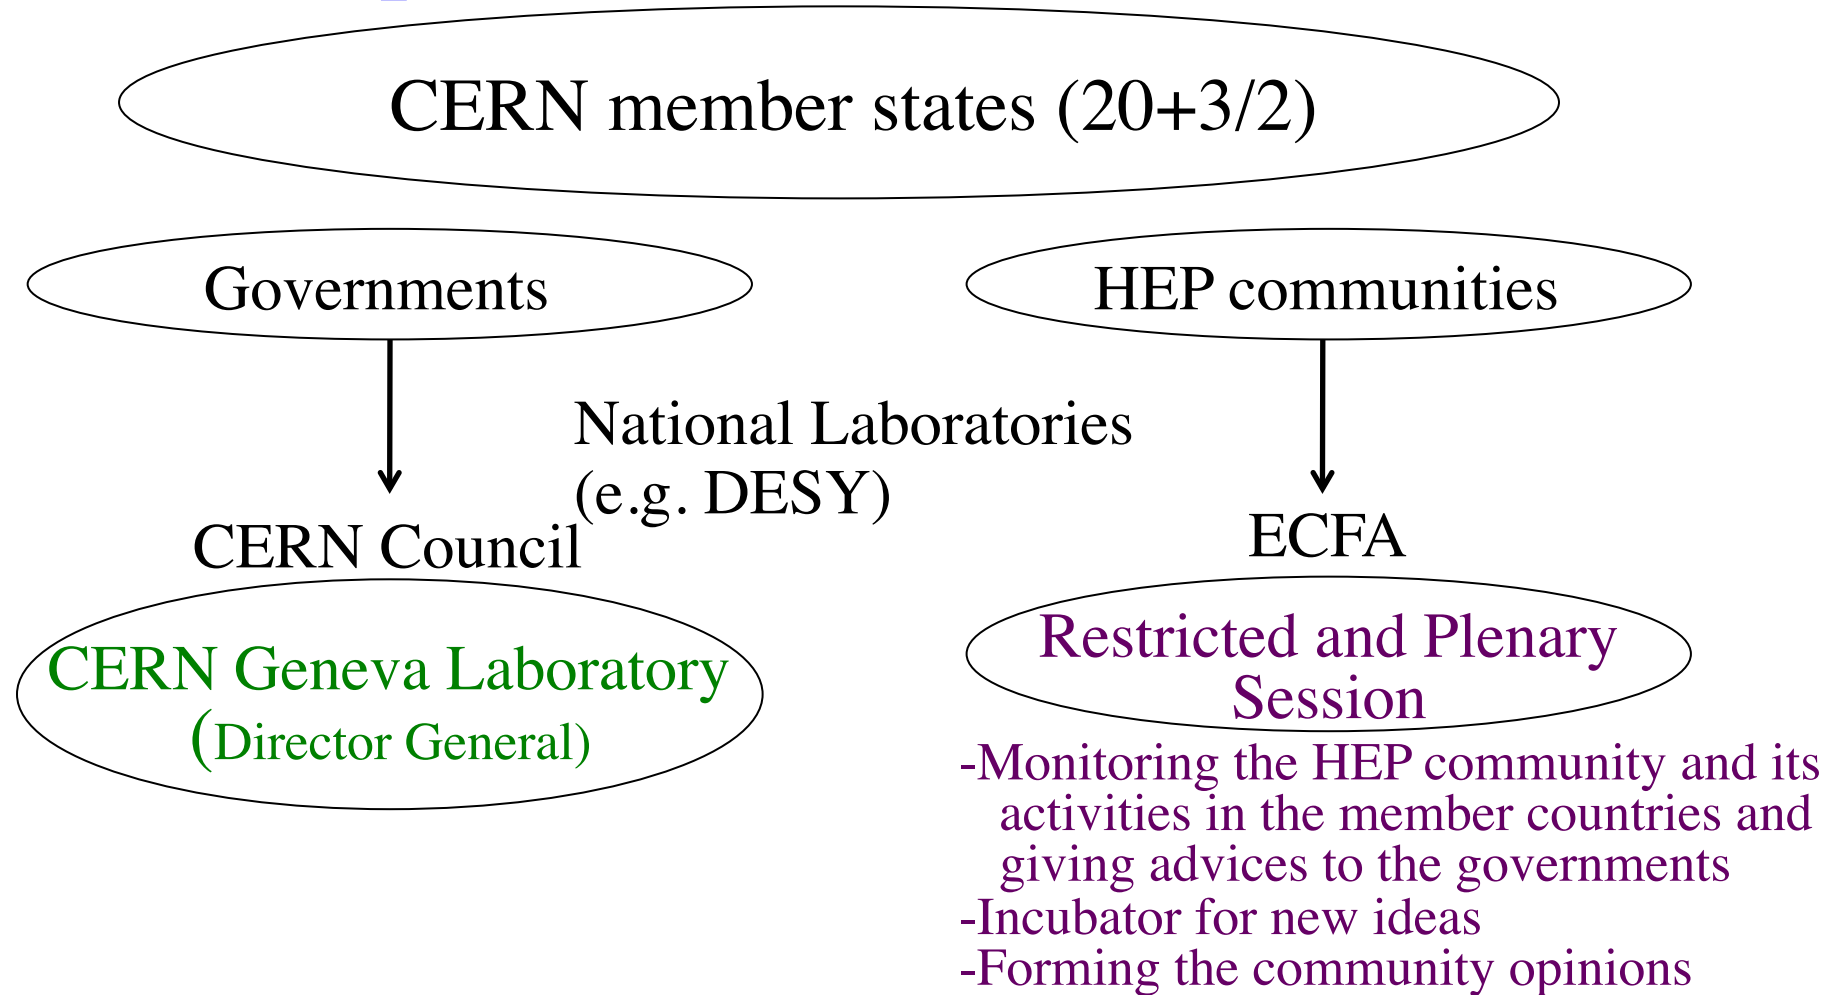 CERN member states (20+3/2)
Governments
HEP communities
National Laboratories
(e.g. DESY)
CERN Council
ECFA
CERN Geneva Laboratory
(Director General)
Restricted and Plenary
Session
-Monitoring the HEP community and its
activities in the member countries and
giving advices to the governments
-Incubator for new ideas
-Forming the community opinions